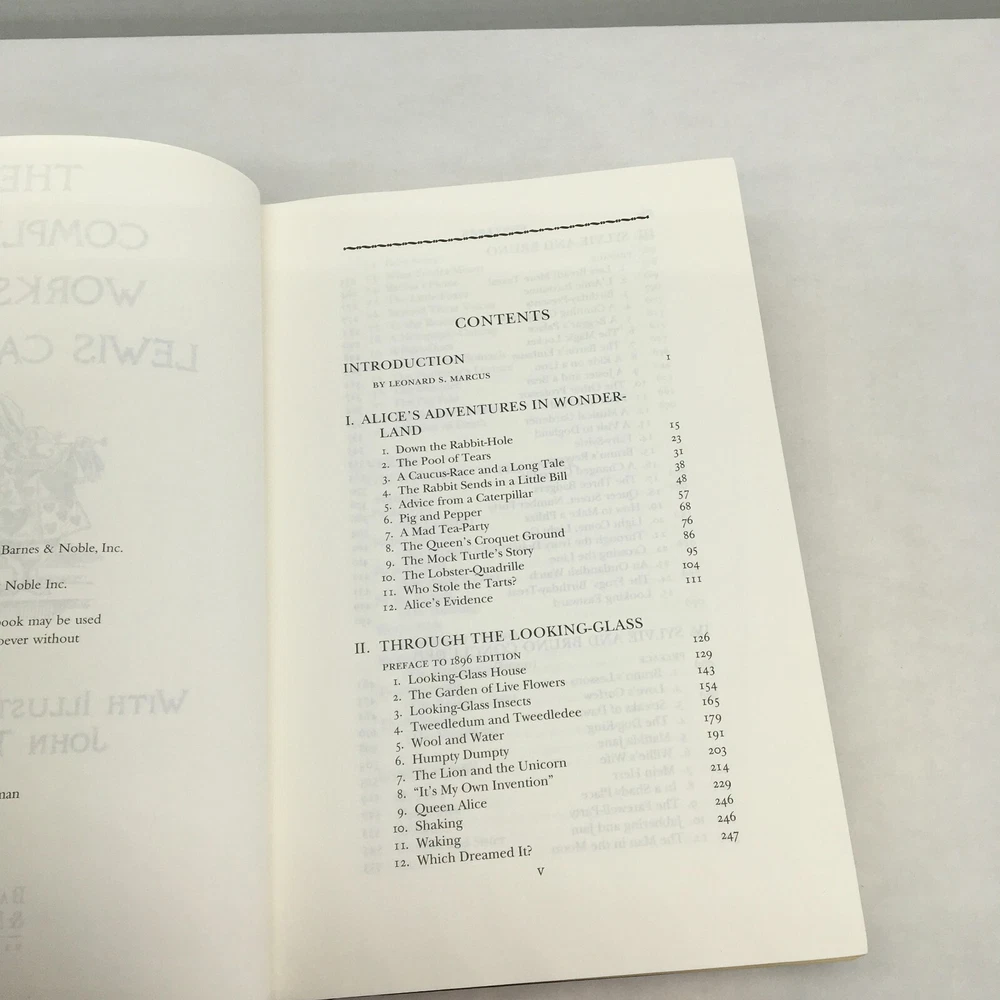 Barnes & Noble, Inc.
Noble Inc.
book may be used
without
CONTENTS
INTRODUCTION 1
BY LEONARD S. MARCUS
I. ALICE'S ADVENTURES IN WONDER-
LAND
1. Down the Rabbit-Hole 15
2. The Pool of Tears 23
3. A Caucus-Race and a Long Tale 31
4. The Rabbit Sends in a Little Bill 38
5. Advice from a Caterpillar 48
6. Pig and Pepper 57
7. A Mad Tea-Party 68
8. The Queen's Croquet Ground 76
9. The Mock Turtle's Story 86
10. The Lobster-Quadrille 95
11. Who Stole the Tarts? 104
12. Alice's Evidence 111
II. THROUGH THE LOOKING-GLASS
PREFACE TO 1896 EDITION 126
1. Looking-Glass House 129
2. The Garden of Live Flowers 143
3. Looking-Glass Insects 154
4. Tweedledum and Tweedledee 165
5. Wool and Water 179
6. Humpty Dumpty 191
7. The Lion and the Unicorn 203
8. "It's My Own Invention" 214
9. Queen Alice 229
10. Shaking 246
11. Waking 246
12. Which Dreamed It? 247
V